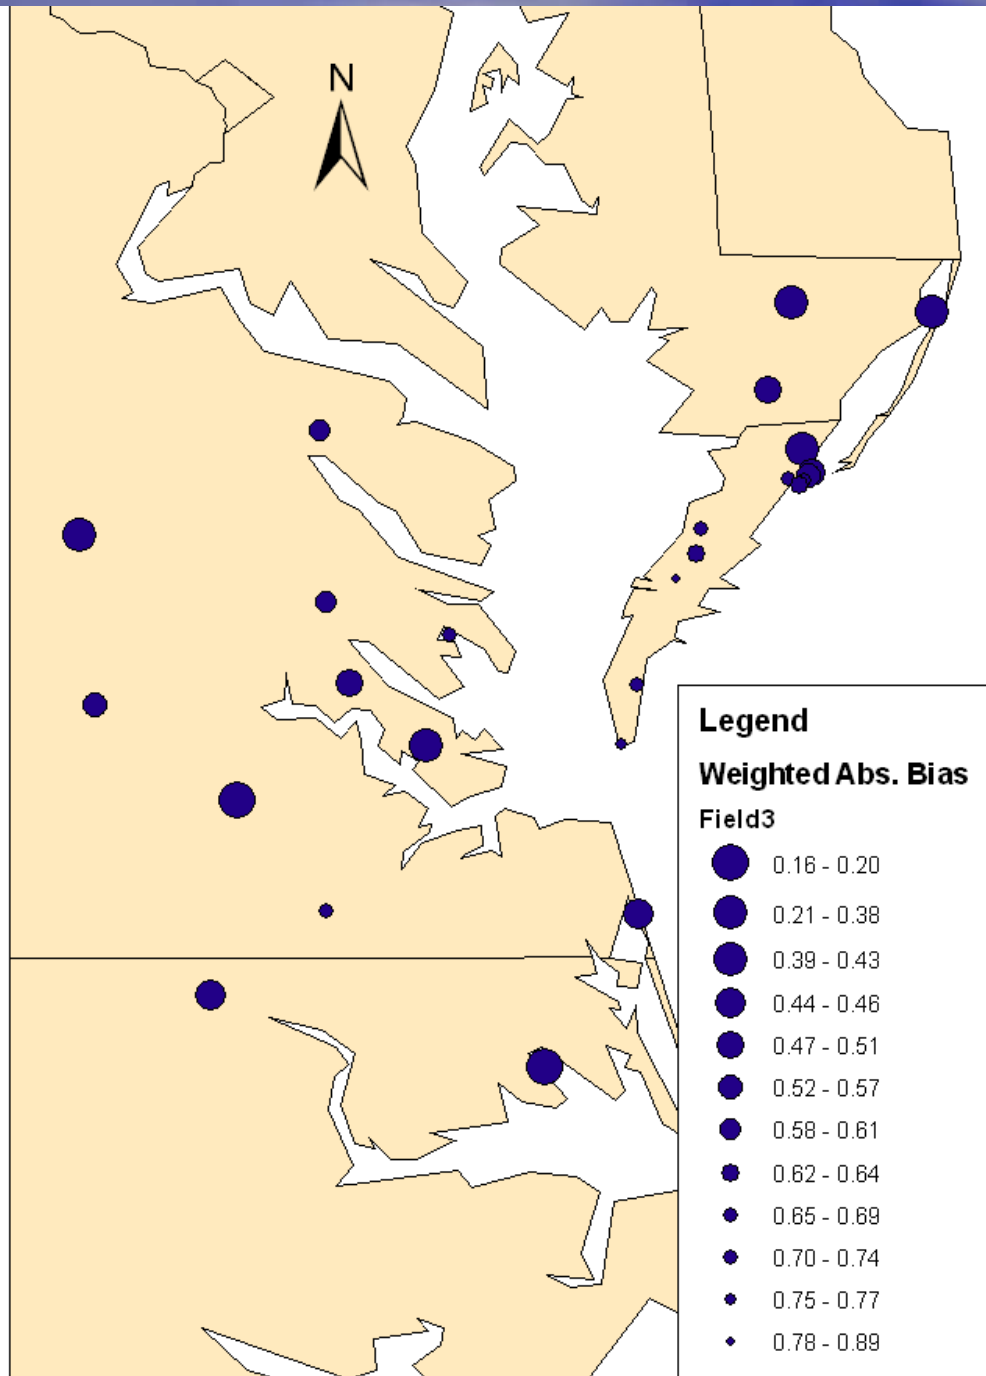 N
Legend
Weighted Abs. Bias
Field3
0.16 - 0.20
0.21 - 0.38
0.39 - 0.43
0.44 - 0.46
0.47 - 0.51
0.52 - 0.57
0.58 - 0.61
0.62 - 0.64
0.65 - 0.69
0.70 - 0.74
0.75 - 0.77
0.78 - 0.89